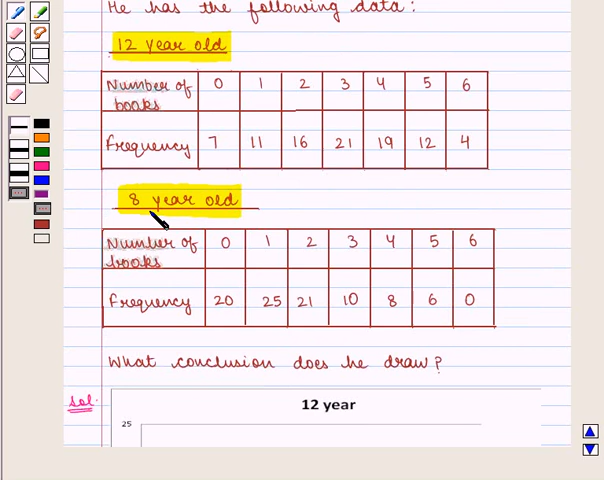 He has the following data:
12 year old
Number of books 0 1 2 3 4 5 6
Frequency 7 11 16 21 19 12 4
8 year old
Number of books 0 1 2 3 4 5 6
Frequency 20 25 21 10 8 6 0
What conclusion does he draw?
Sol.
12 year
25